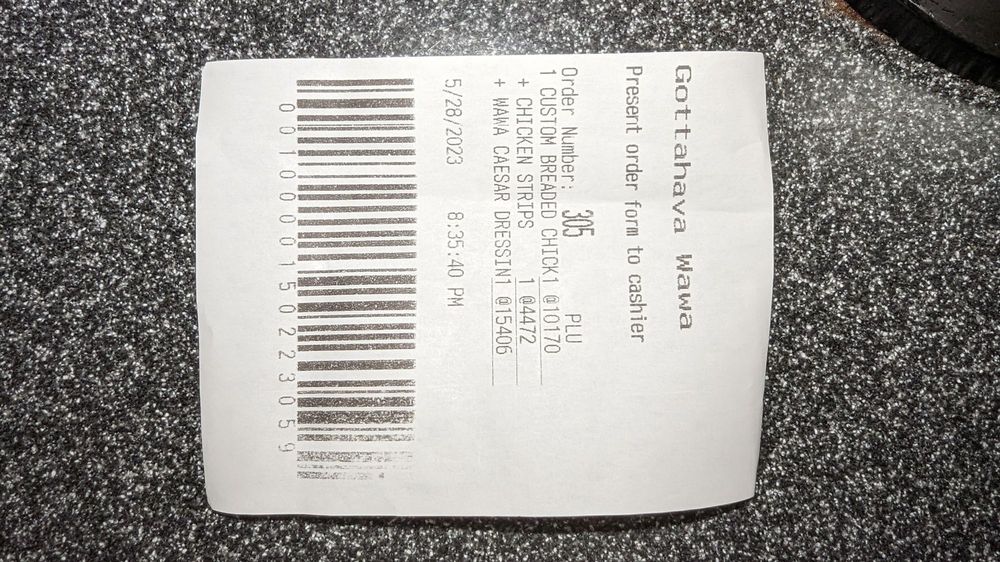 Gottahava Wawa
Present order form to cashier
PLU
Order Number: 305
1 CUSTOM BREADED CHICK1 @10170
+ CHICKEN STRIPS 1 @4472
+ WAWA CAESAR DRESSIN1 @15406
5/28/2023 8:35:40 PM
00100001502223059